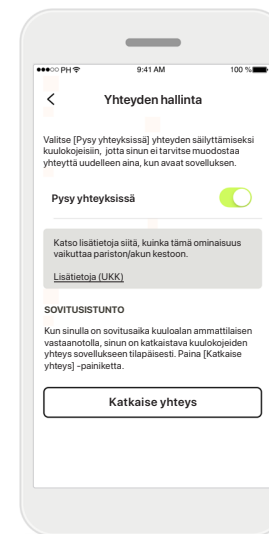 PH 9:41 AM 100 %
Yhteyden hallinta
Valitse [Pysy yhteyksissä] yhteyden säilyttämiseksi
kuulokojeisiin, jotta sinun ei tarvitse muodostaa
yhteyttä uudelleen aina, kun avaat sovelluksen.
Pysy yhteyksissä
Katso lisätietoja siitä, kuinka tämä ominaisuus
vaikuttaa pariston/akun kestoon.
Lisätietoja (UKK)
SOVITUSISTUNTO
Kun sinulla on sovitusaika kuuloalan ammattilaisen
vastaanotolla, sinun on katkaistava kuulokojeiden
yhteys sovellukseen tilapäisesti. Paina [Katkaise
yhteys] -painiketta.
Katkaise yhteys